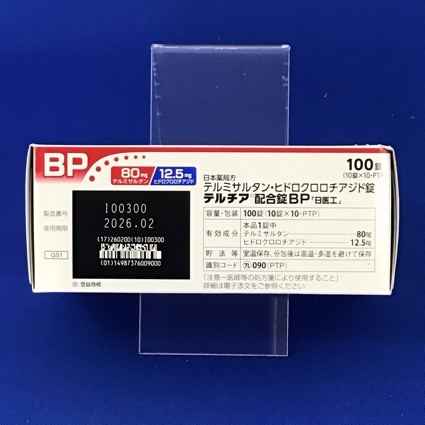 BP
80mg テルミサルタン / 12.5mg ヒドロクロロチアジド
100錠
(10錠×10・PTP)
日本薬局方
テルミサルタン・ヒドロクロロチアジド錠
テルチア®配合錠BP「日医工」
製造番号 I00300
使用期限 2026.02
(17)260200(10)I00300
GS1
(01)14987376009000
容量・包装 100錠(10錠×10・PTP)
有効成分 本品1錠中
テルミサルタン 80mg
ヒドロクロロチアジド 12.5mg
貯法等 室温保存、分包後は高温・多湿を避けて保存
識別コード 090(PTP)
「注意―医師等の処方箋により使用すること」
詳細は電子添文をご参照ください
®登録商標